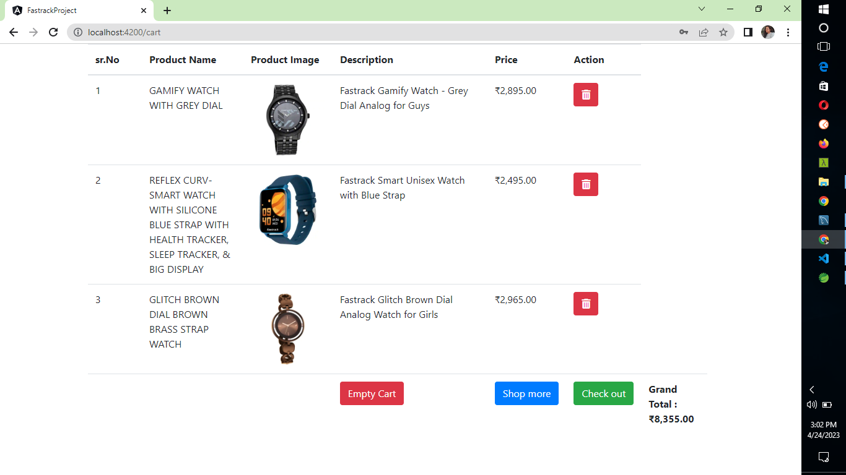 FastrackProject
localhost:4200/cart
sr.No Product Name Product Image Description Price Action
1 GAMIFY WATCH Fastrack Gamify Watch - Grey ₹2,895.00
WITH GREY DIAL Dial Analog for Guys
2 REFLEX CURV- Fastrack Smart Unisex Watch ₹2,495.00
SMART WATCH with Blue Strap
WITH SILICONE
BLUE STRAP WITH
HEALTH TRACKER,
SLEEP TRACKER, &
BIG DISPLAY
3 GLITCH BROWN Fastrack Glitch Brown Dial ₹2,965.00
DIAL BROWN Analog Watch for Girls
BRASS STRAP
WATCH
Empty Cart Shop more Check out Grand
Total :
₹8,355.00
3:02 PM
4/24/2023